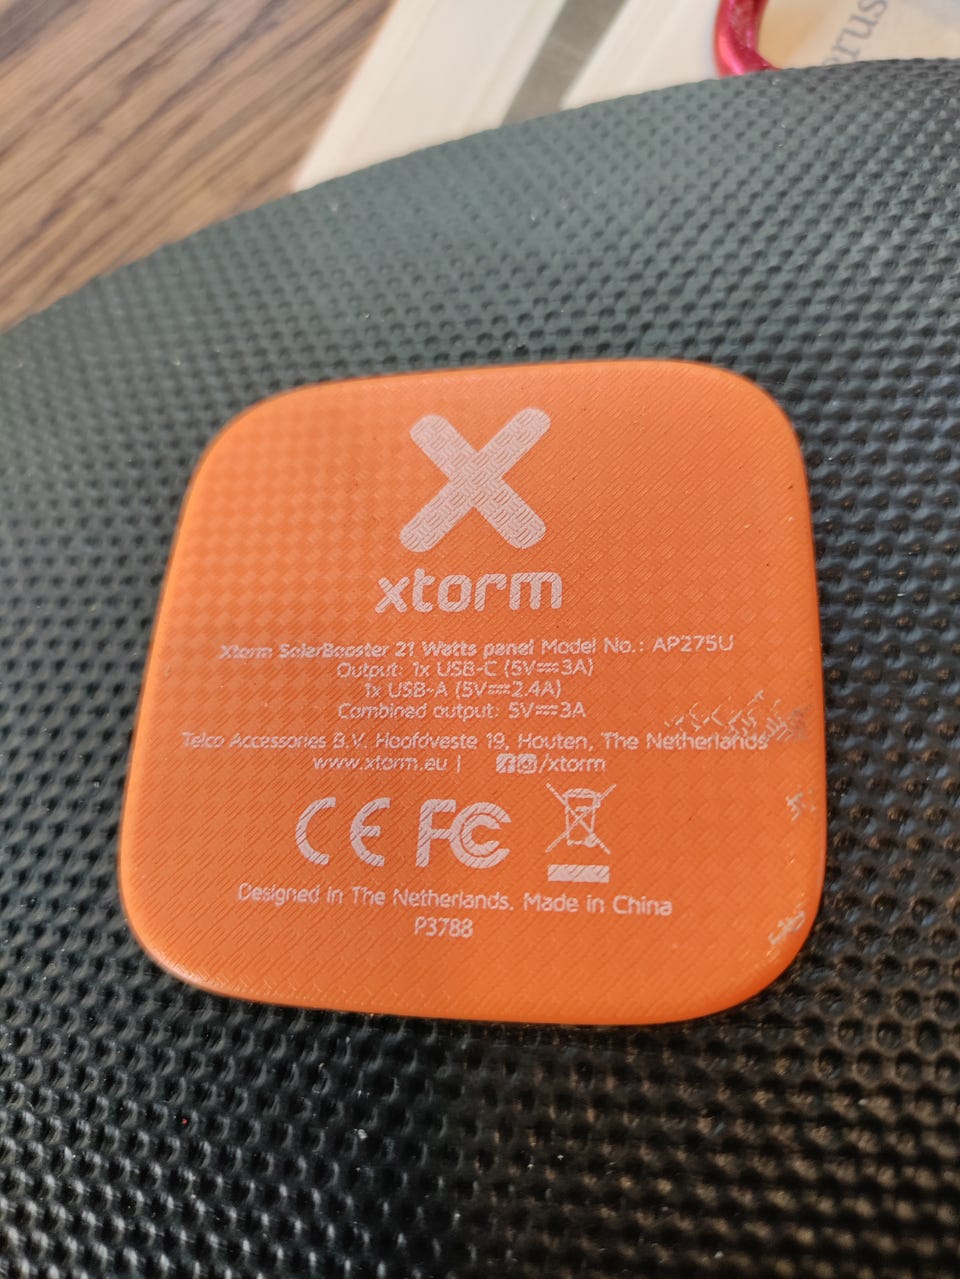 erus
xtorm
Xtorm SolarBooster 21 Watts panel Model No.: AP275U
Output: 1x USB-C (5V⎓3A)
1x USB-A (5V⎓2.4A)
Combined output: 5V⎓3A
Telco Accessories B.V. Hoofdveste 19, Houten, The Netherlands
www.xtorm.eu | /xtorm
CE FC
Designed in The Netherlands. Made in China
P3788